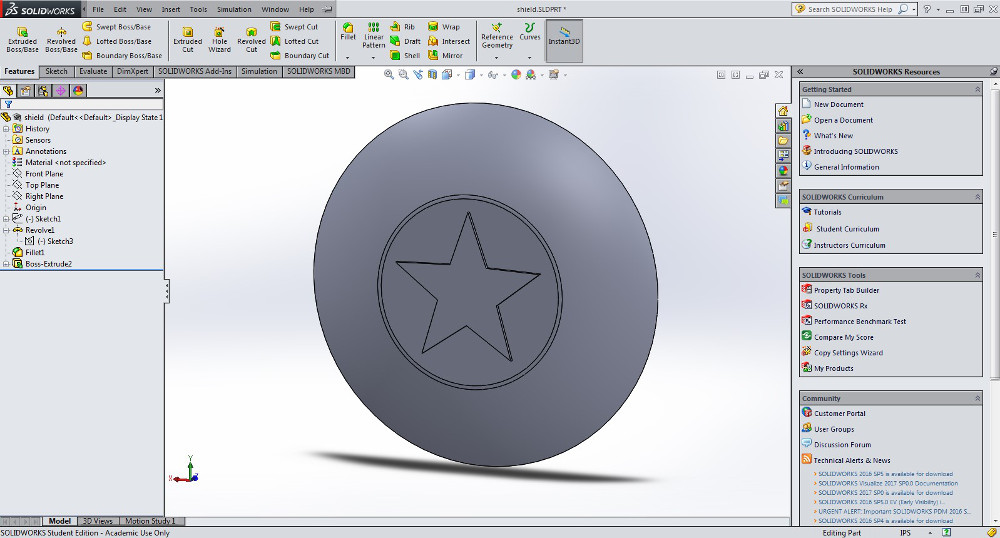 SOLIDWORKS
File Edit View Insert Tools Simulation Window Help
shield.SLDPRT *
Search SOLIDWORKS Help
Extruded Boss/Base
Revolved Boss/Base
Swept Boss/Base
Lofted Boss/Base
Boundary Boss/Base
Extruded Cut
Hole Wizard
Revolved Cut
Swept Cut
Lofted Cut
Boundary Cut
Fillet
Linear Pattern
Rib
Draft
Shell
Wrap
Intersect
Mirror
Reference Geometry
Curves
Instant3D
Features Sketch Evaluate DimXpert SOLIDWORKS Add-Ins Simulation SOLIDWORKS MBD
shield (Default<<Default>_Display State 1
History
Sensors
Annotations
Material <not specified>
Front Plane
Top Plane
Right Plane
Origin
(-) Sketch1
Revolve1
(-) Sketch3
Fillet1
Boss-Extrude2
Y
X
Z
SOLIDWORKS Resources
Getting Started
New Document
Open a Document
What's New
Introducing SOLIDWORKS
General Information
SOLIDWORKS Curriculum
Tutorials
Student Curriculum
Instructors Curriculum
SOLIDWORKS Tools
Property Tab Builder
SOLIDWORKS Rx
Performance Benchmark Test
Compare My Score
Copy Settings Wizard
My Products
Community
Customer Portal
User Groups
Discussion Forum
Technical Alerts & News
SOLIDWORKS 2016 SP5 is available for download
SOLIDWORKS Visualize 2017 SP0.0 Documentation
SOLIDWORKS 2017 SP0 is available for download
SOLIDWORKS 2016 SP5.0 EV (Early Visibility) i...
URGENT ALERT: Important SOLIDWORKS PDM 2016 S...
SOLIDWORKS 2016 SP4 is available for download
Model 3D Views Motion Study 1
SOLIDWORKS Student Edition - Academic Use Only
Editing Part IPS